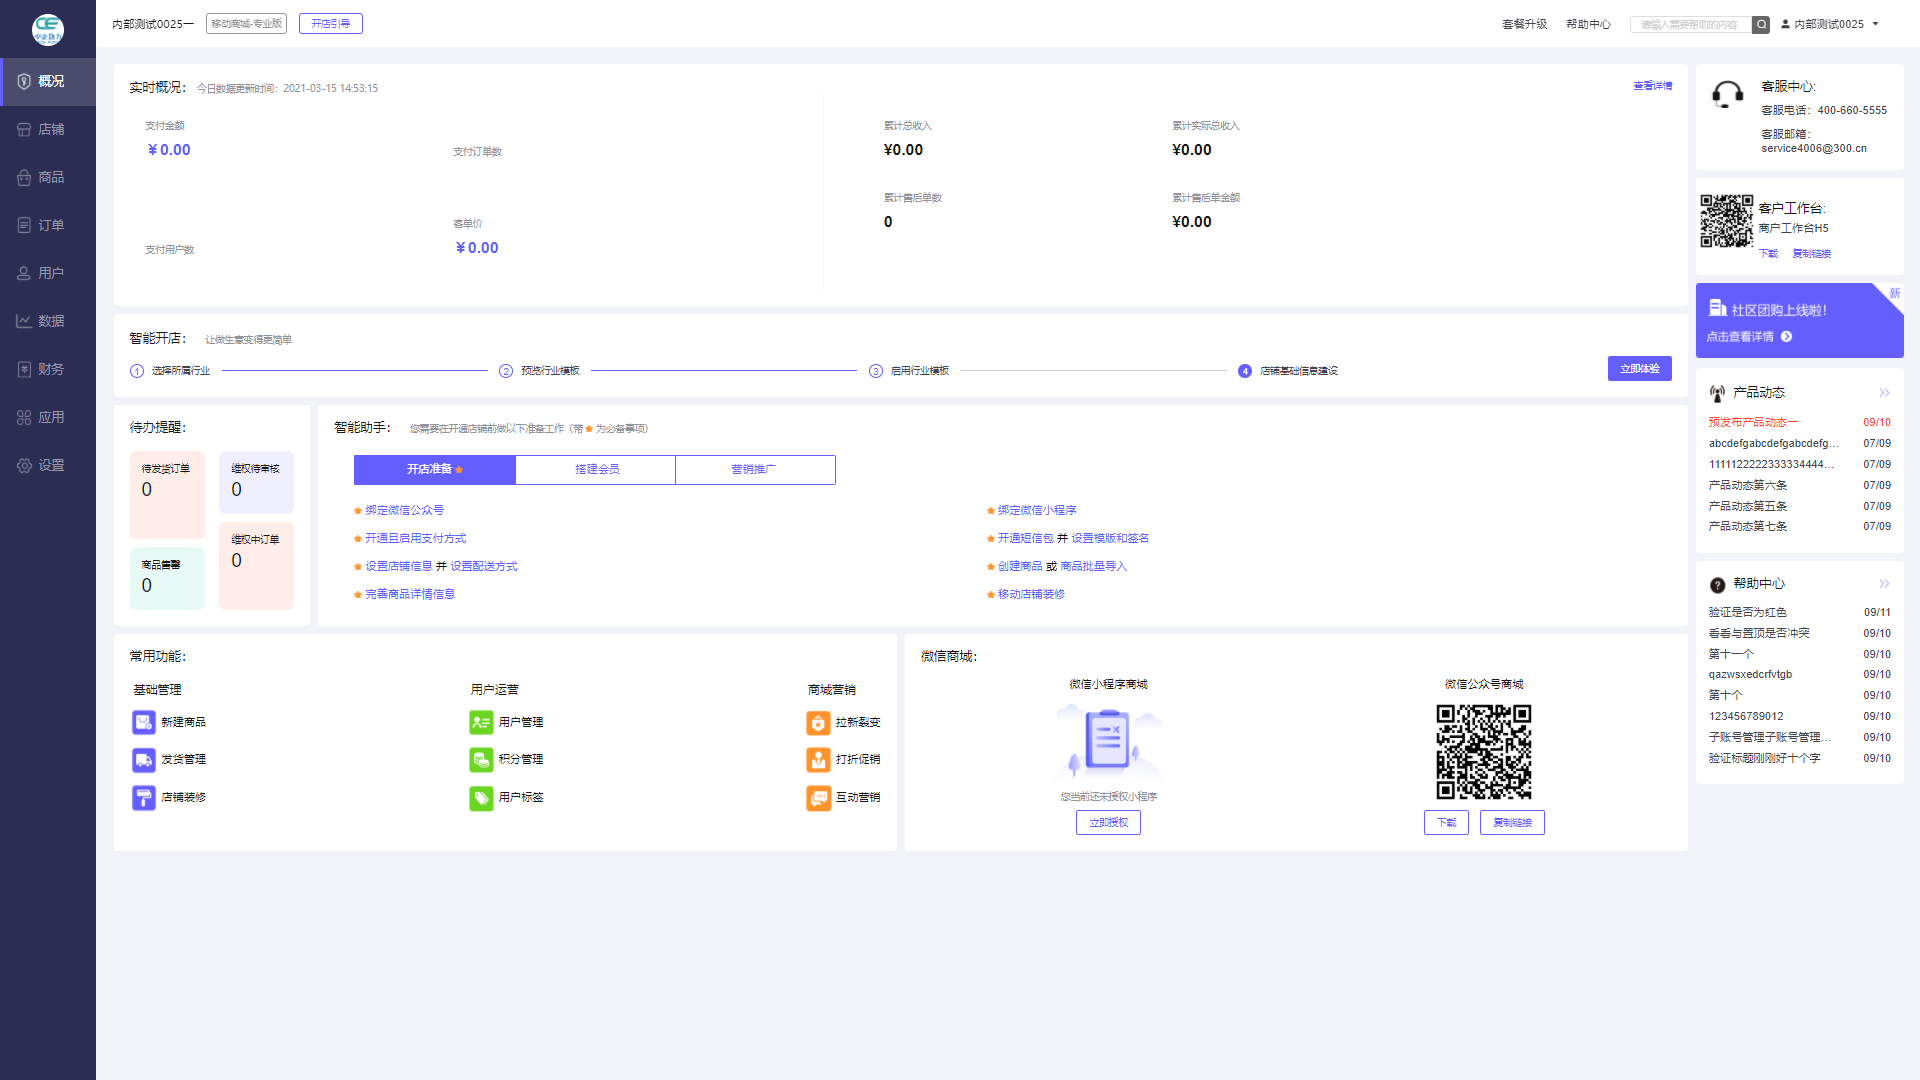 内部测试0025一
移动商城-专业版
开店引导
套餐升级
帮助中心
请输入需要帮助的内容
内部测试0025
概况
店铺
商品
订单
用户
数据
财务
应用
设置
实时概况：
今日数据更新时间：2021-03-15 14:53:15
查看详情
支付金额
¥ 0.00
支付订单数
支付用户数
客单价
¥ 0.00
累计总收入
¥0.00
累计实际总收入
¥0.00
累计售后单数
0
累计售后单金额
¥0.00
智能开店：
让做生意变得更简单
1 选择所属行业
2 预览行业模板
3 启用行业模板
4 店铺基础信息建设
立即体验
待办提醒：
待发货订单
0
维权待审核
0
商品售罄
0
维权中订单
0
智能助手：
您需要在开通店铺前做以下准备工作（带★为必备事项）
开店准备★
搭建会员
营销推广
★绑定微信公众号
★绑定微信小程序
★开通且启用支付方式
★开通短信包 并 设置模版和签名
★设置店铺信息 并 设置配送方式
★创建商品 或 商品批量导入
★完善商品详情信息
★移动店铺装修
常用功能：
基础管理
新建商品
发货管理
店铺装修
用户运营
用户管理
积分管理
用户标签
商城营销
拉新裂变
打折促销
互动营销
微信商城：
微信小程序商城
您当前还未授权小程序
立即授权
微信公众号商城
下载
复制链接
客服中心:
客服电话：400-660-5555
客服邮箱：
service4006@300.cn
客户工作台:
商户工作台H5
下载
复制链接
新
社区团购上线啦！
点击查看详情
产品动态
预发布产品动态一 09/10
abcdefgabcdefgabcdefg... 07/09
1111122222333334444... 07/09
产品动态第六条 07/09
产品动态第五条 07/09
产品动态第七条 07/09
帮助中心
验证是否为红色 09/11
看看与置顶是否冲突 09/10
第十一个 09/10
qazwsxedcrfvtgb 09/10
第十个 09/10
123456789012 09/10
子账号管理子账号管理... 09/10
验证标题刚刚好十个字 09/10